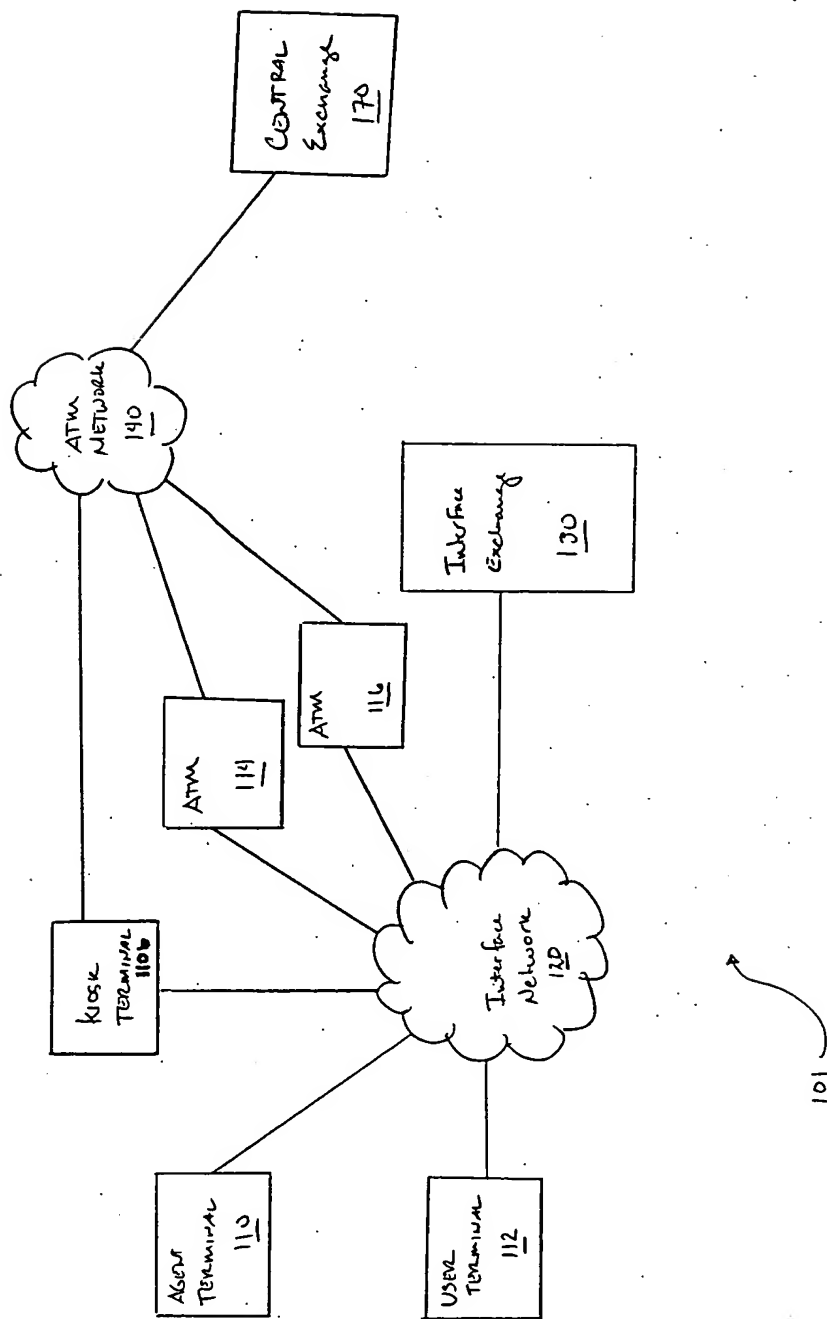 AGENT
TERMINAL
110
USER
TERMINAL
112
KIOSK
TERMINAL
110b
ATM
114
ATM
116
Interface
Network
120
Interface
Exchange
130
ATM
NETWORK
140
CENTRAL
Exchange
170
101